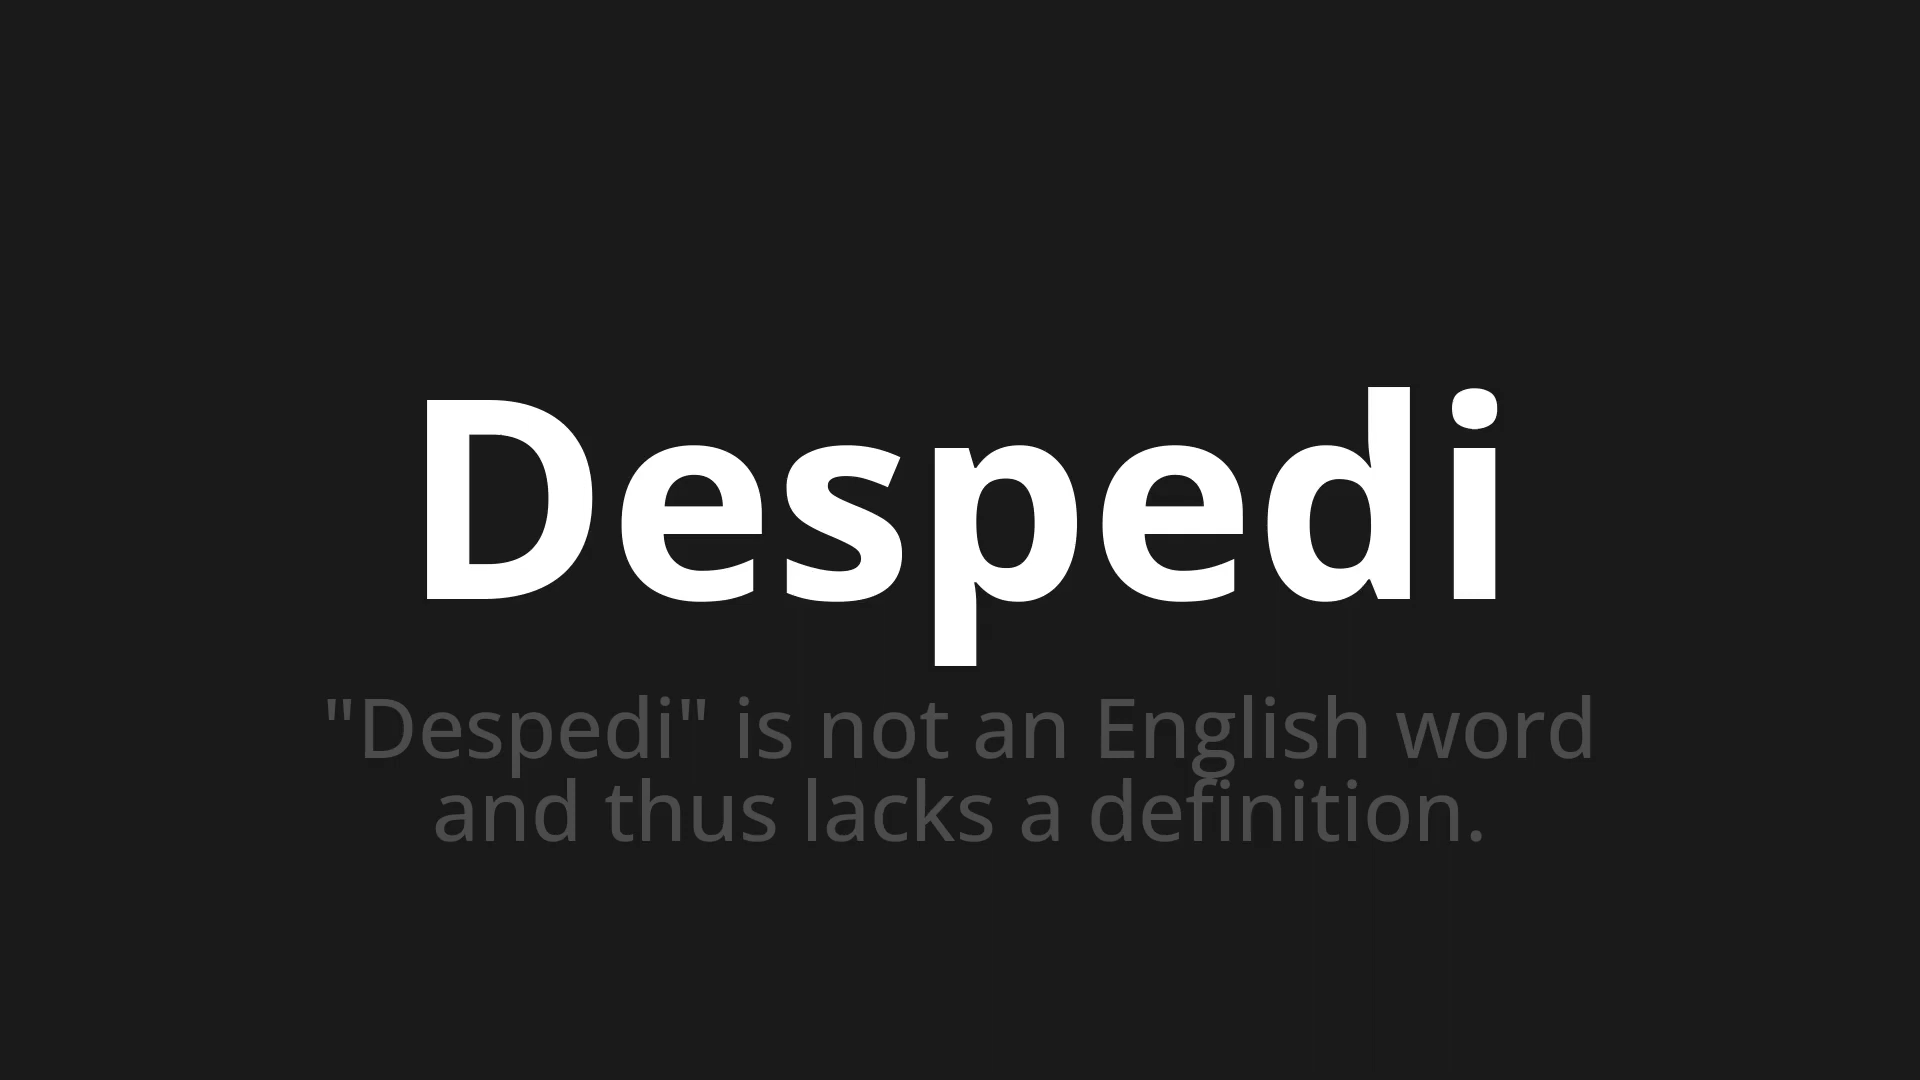 Despedi
"Despedi" is not an English word
and thus lacks a definition.